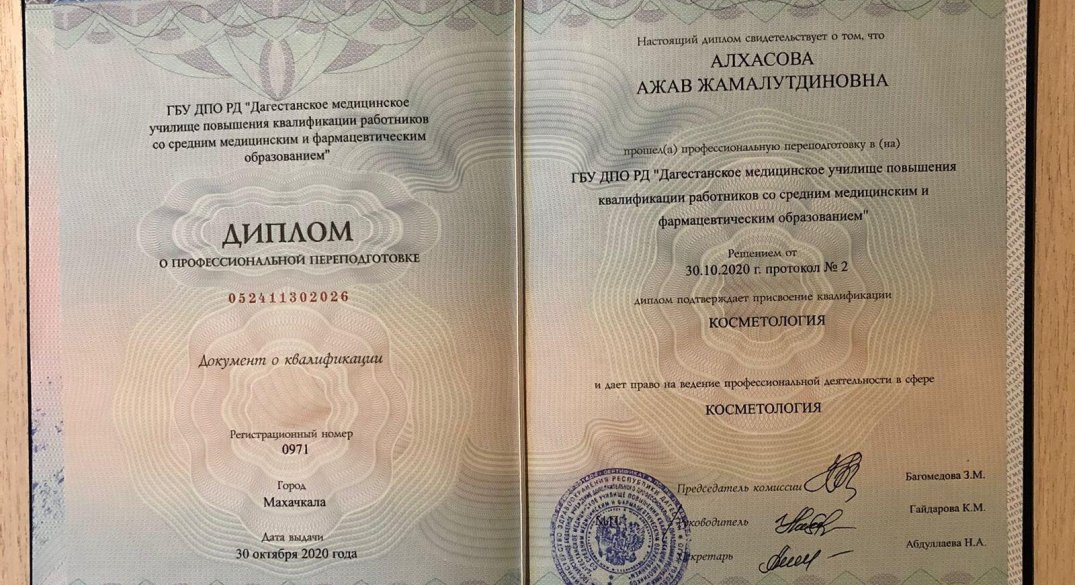 ГБУ ДПО РД "Дагестанское медицинское
училище повышения квалификации работников
со средним медицинским и фармацевтическим
образованием"
ДИПЛОМ
О ПРОФЕССИОНАЛЬНОЙ ПЕРЕПОДГОТОВКЕ
052411302026
Документ о квалификации
Регистрационный номер
0971
Город
Махачкала
Дата выдачи
30 октября 2020 года
Настоящий диплом свидетельствует о том, что
АЛХАСОВА
АЖАВ ЖАМАЛУТДИНОВНА
прошел(а) профессиональную переподготовку в (на)
ГБУ ДПО РД "Дагестанское медицинское училище повышения
квалификации работников со средним медицинским и
фармацевтическим образованием"
Решением от
30.10.2020 г. протокол № 2
диплом подтверждает присвоение квалификации
КОСМЕТОЛОГИЯ
и дает право на ведение профессиональной деятельности в сфере
КОСМЕТОЛОГИЯ
Председатель комиссии
Багомедова З.М.
М.П.
Руководитель
Гайдарова К.М.
Секретарь
Абдуллаева Н.А.